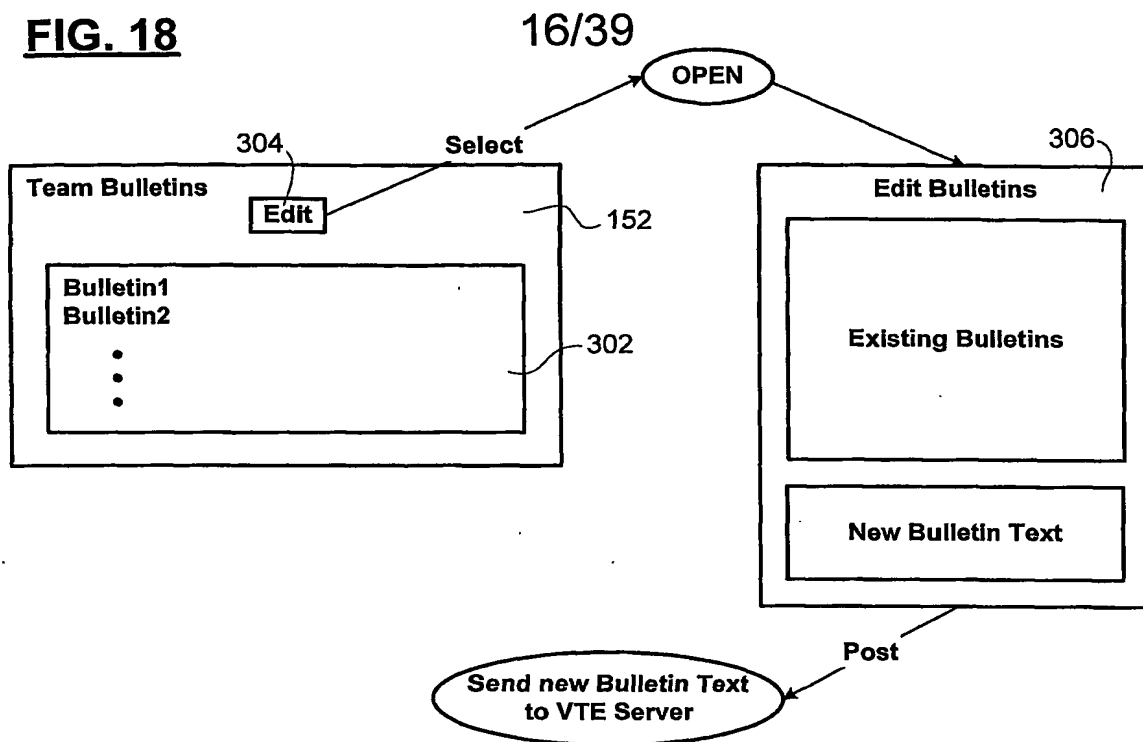 FIG. 18
16/39
OPEN
Select
304
306
Team Bulletins
Edit
152
Edit Bulletins
Bulletin1
Bulletin2
302
Existing Bulletins
New Bulletin Text
Post
Send new Bulletin Text
to VTE Server